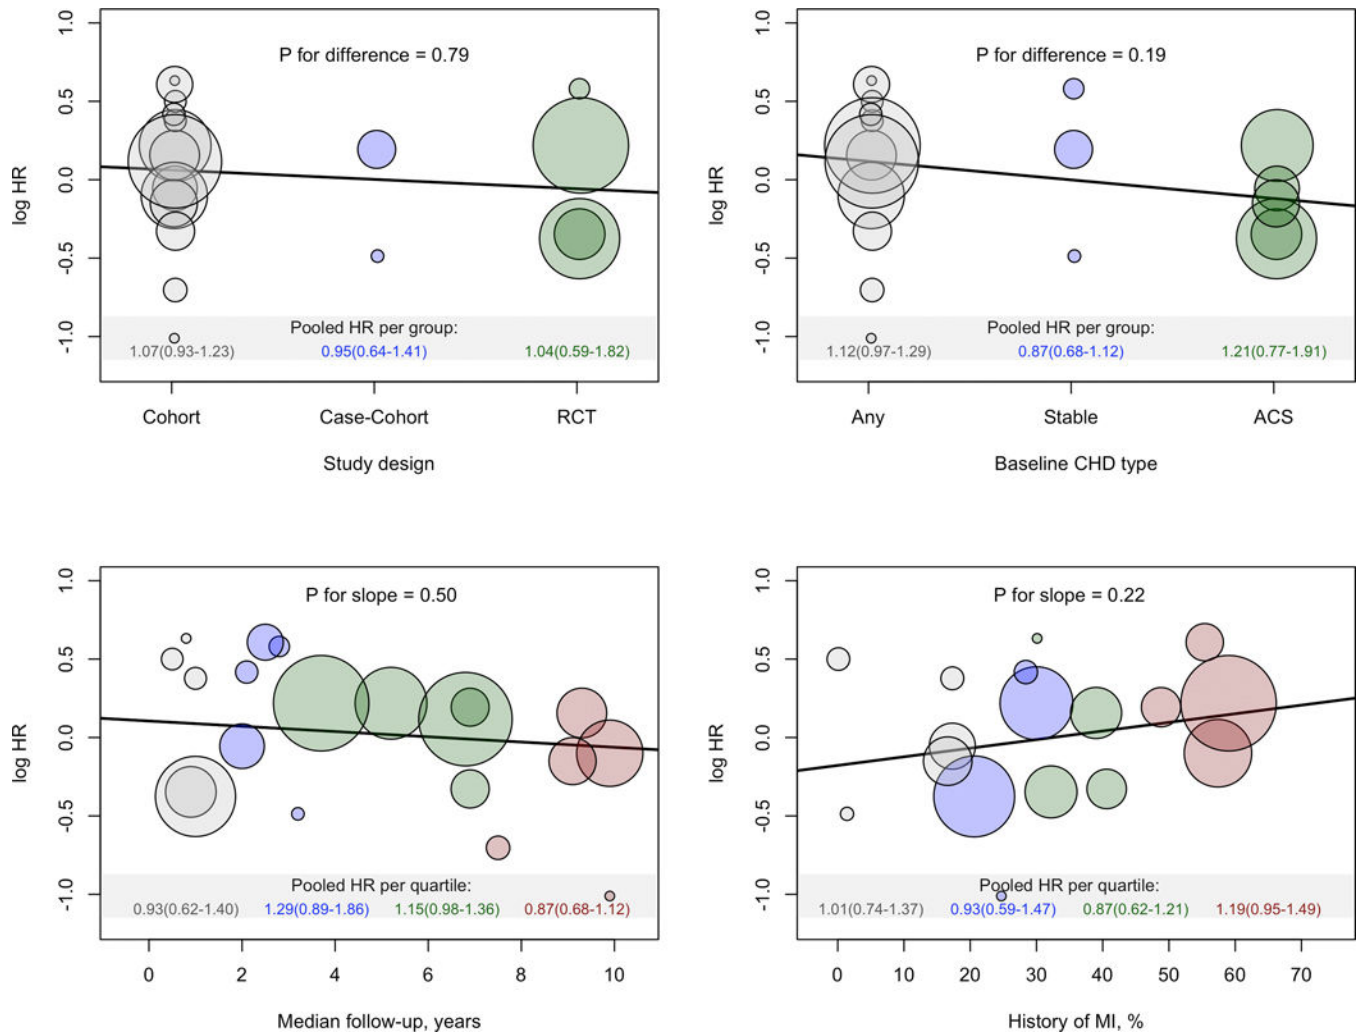 P for difference = 0.79
log HR
1.0
0.5
0.0
-0.5
-1.0
Pooled HR per group:
1.07(0.93-1.23) 0.95(0.64-1.41) 1.04(0.59-1.82)
Cohort Case-Cohort RCT
Study design
P for difference = 0.19
log HR
1.0
0.5
0.0
-0.5
-1.0
Pooled HR per group:
1.12(0.97-1.29) 0.87(0.68-1.12) 1.21(0.77-1.91)
Any Stable ACS
Baseline CHD type
P for slope = 0.50
log HR
1.0
0.5
0.0
-0.5
-1.0
Pooled HR per quartile:
0.93(0.62-1.40) 1.29(0.89-1.86) 1.15(0.98-1.36) 0.87(0.68-1.12)
0 2 4 6 8 10
Median follow-up, years
P for slope = 0.22
log HR
1.0
0.5
0.0
-0.5
-1.0
Pooled HR per quartile:
1.01(0.74-1.37) 0.93(0.59-1.47) 0.87(0.62-1.21) 1.19(0.95-1.49)
0 10 20 30 40 50 60 70
History of MI, %